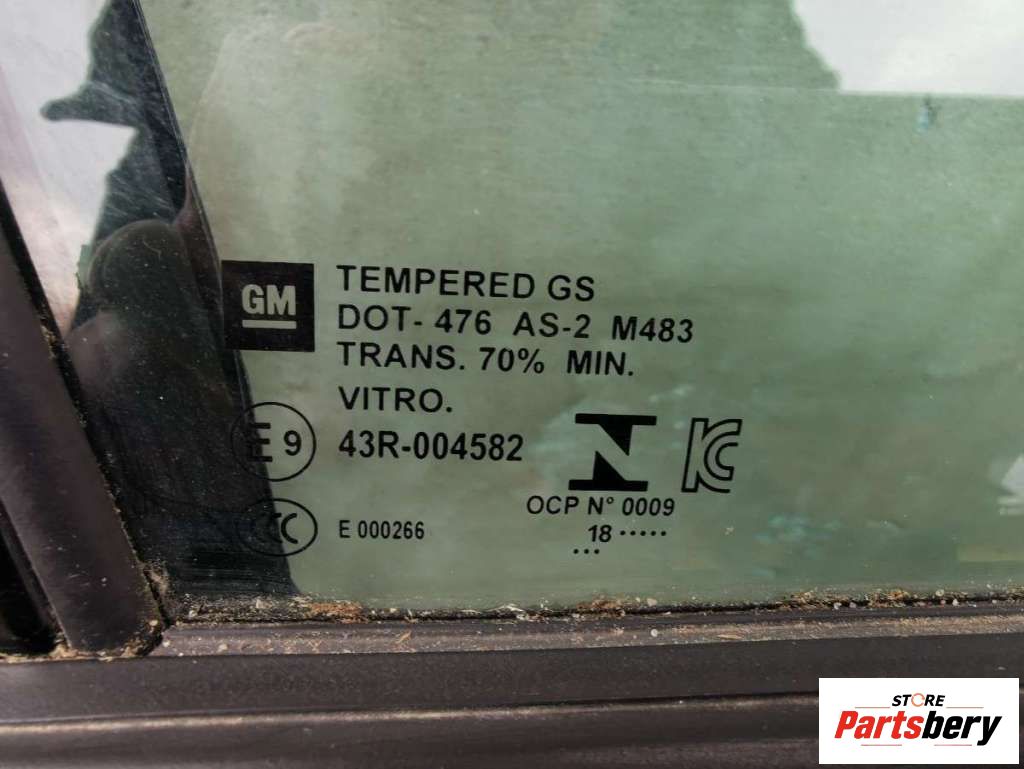 GM
TEMPERED GS
DOT- 476 AS-2 M483
TRANS. 70% MIN.
VITRO.
E 9 43R-004582
OCP N° 0009
18 •••••
•••
E 000266
STORE
Partsbery